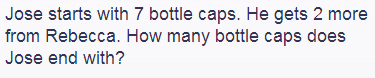 Jose starts with 7 bottle caps. He gets 2 more
from Rebecca. How many bottle caps does
Jose end with?